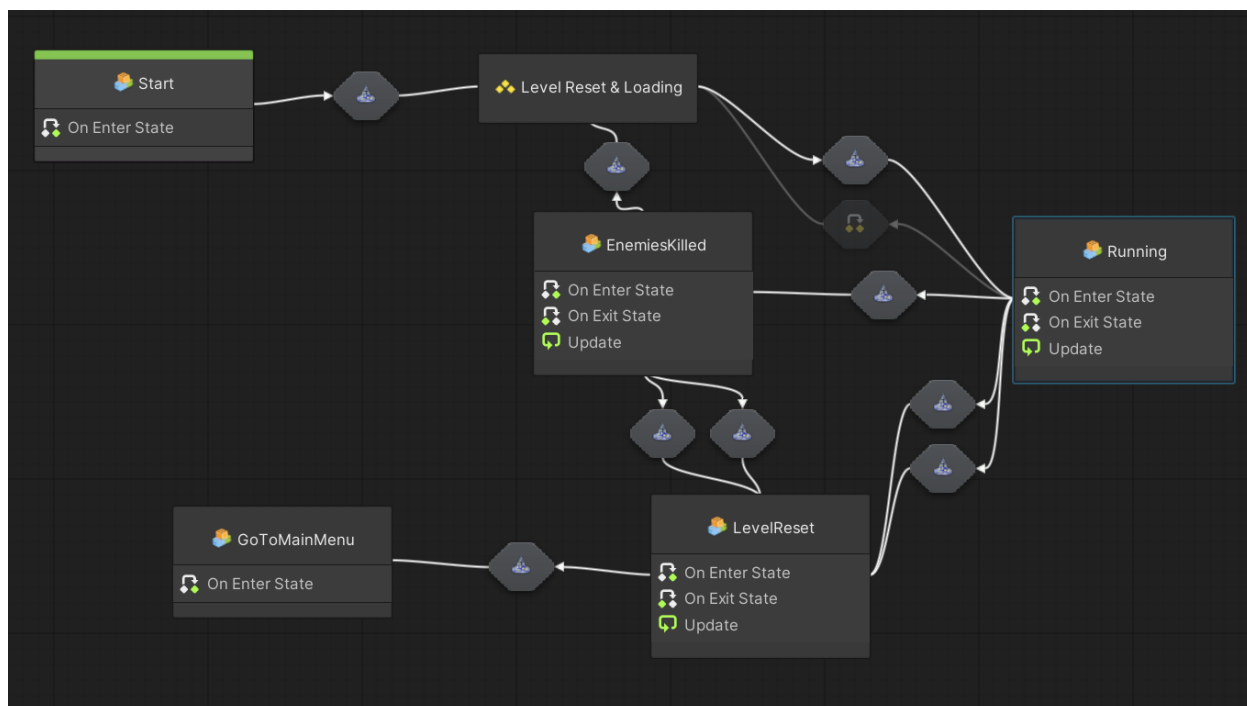 Start
On Enter State
Level Reset & Loading
EnemiesKilled
On Enter State
On Exit State
Update
Running
On Enter State
On Exit State
Update
GoToMainMenu
On Enter State
LevelReset
On Enter State
On Exit State
Update